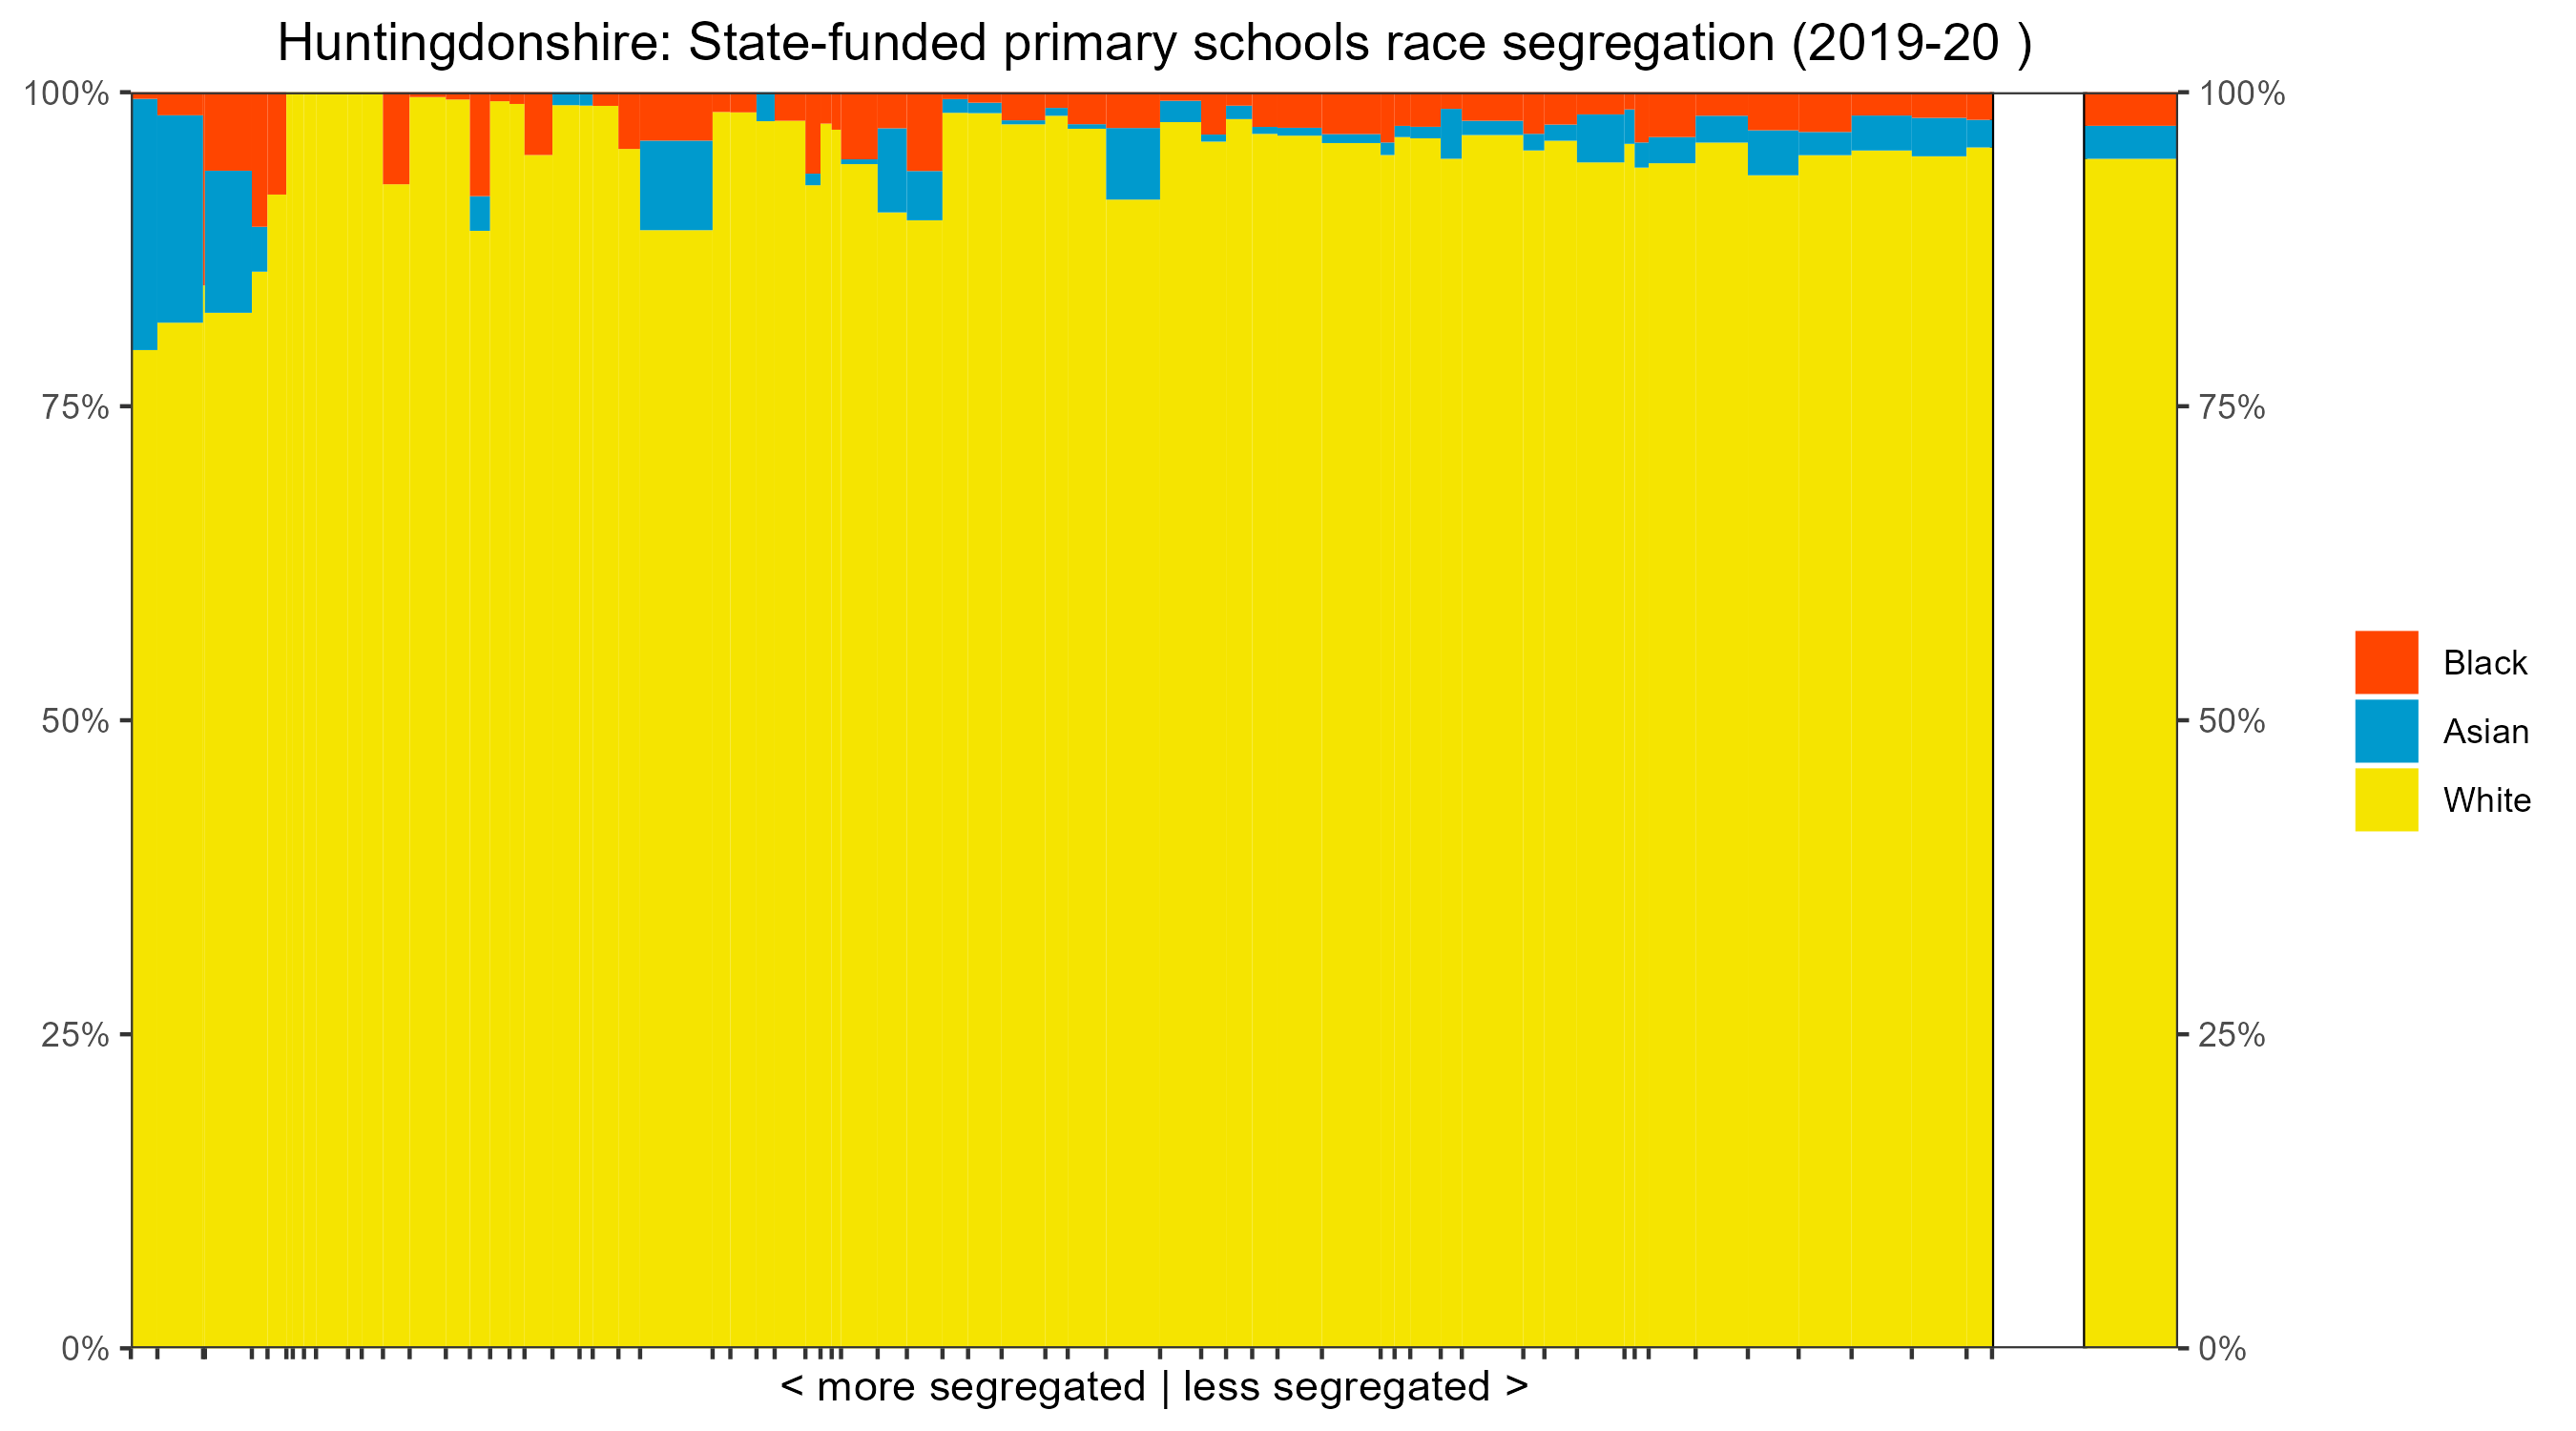 Huntingdonshire: State-funded primary schools race segregation (2019-20 )
100%
100%
75%
75%
50%
50%
25%
25%
0%
0%
Black
Asian
White
< more segregated | less segregated >